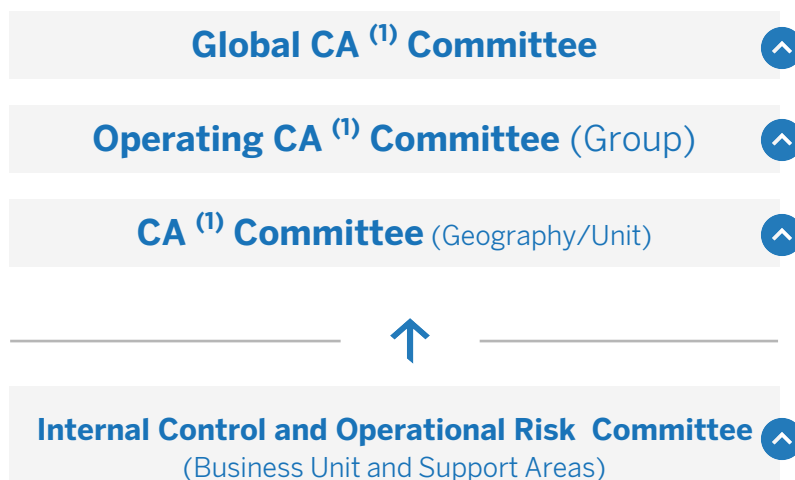 Global CA (1) Committee
Operating CA (1) Committee (Group)
CA (1) Committee (Geography/Unit)
Internal Control and Operational Risk Committee
(Business Unit and Support Areas)